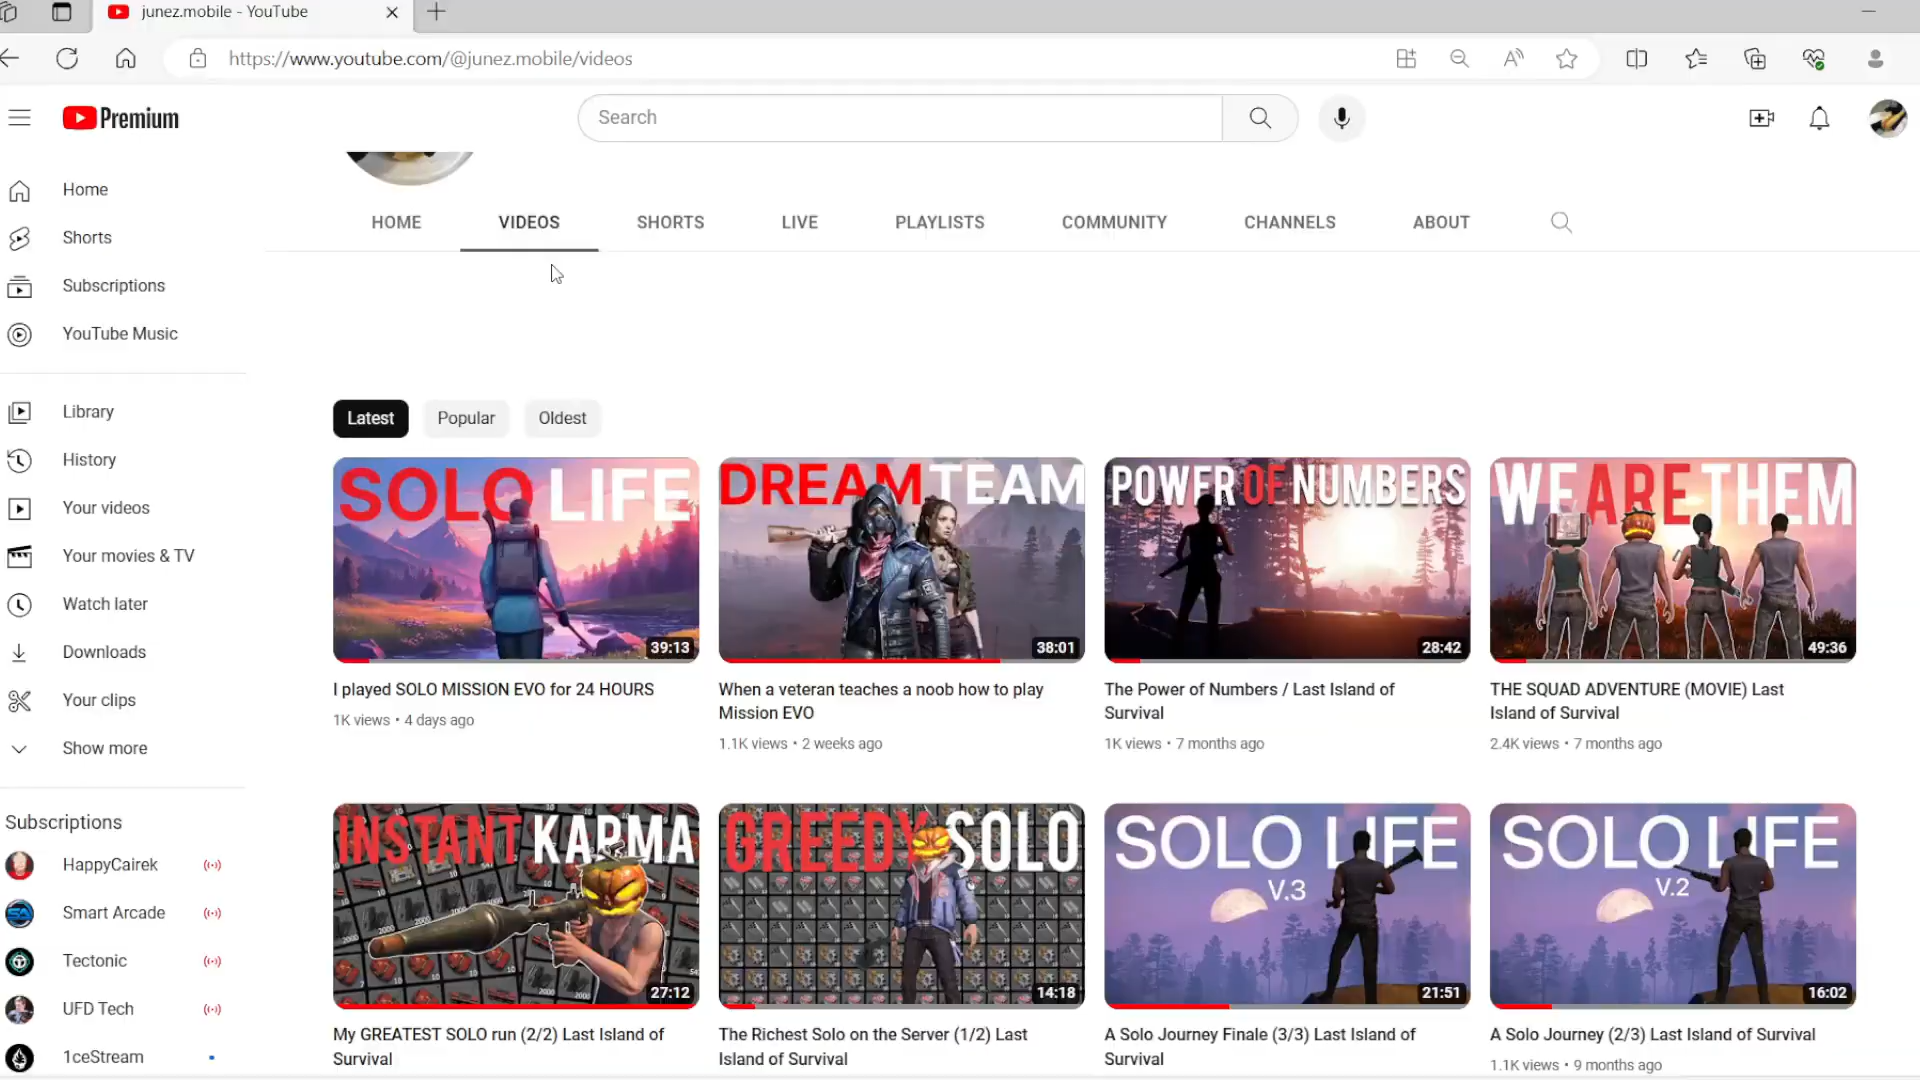 junez.mobile - YouTube
https://www.youtube.com/@junez.mobile/videos
Premium
Search
HOME VIDEOS SHORTS LIVE PLAYLISTS COMMUNITY CHANNELS ABOUT
Home
Shorts
Subscriptions
YouTube Music
Library
History
Your videos
Your movies & TV
Watch later
Downloads
Your clips
Show more
Subscriptions
HappyCairek
Smart Arcade
Tectonic
UFD Tech
1ceStream
Latest Popular Oldest
SOLO LIFE
39:13
I played SOLO MISSION EVO for 24 HOURS
1K views • 4 days ago
DREAM TEAM
38:01
When a veteran teaches a noob how to play
Mission EVO
1.1K views • 2 weeks ago
POWER OF NUMBERS
28:42
The Power of Numbers / Last Island of
Survival
1K views • 7 months ago
WE ARE THEM
49:36
THE SQUAD ADVENTURE (MOVIE) Last
Island of Survival
2.4K views • 7 months ago
INSTANT KARMA
27:12
My GREATEST SOLO run (2/2) Last Island of
Survival
GREEDY SOLO
14:18
The Richest Solo on the Server (1/2) Last
Island of Survival
SOLO LIFE
V.3
21:51
A Solo Journey Finale (3/3) Last Island of
Survival
SOLO LIFE
V.2
16:02
A Solo Journey (2/3) Last Island of Survival
1.1K views • 9 months ago